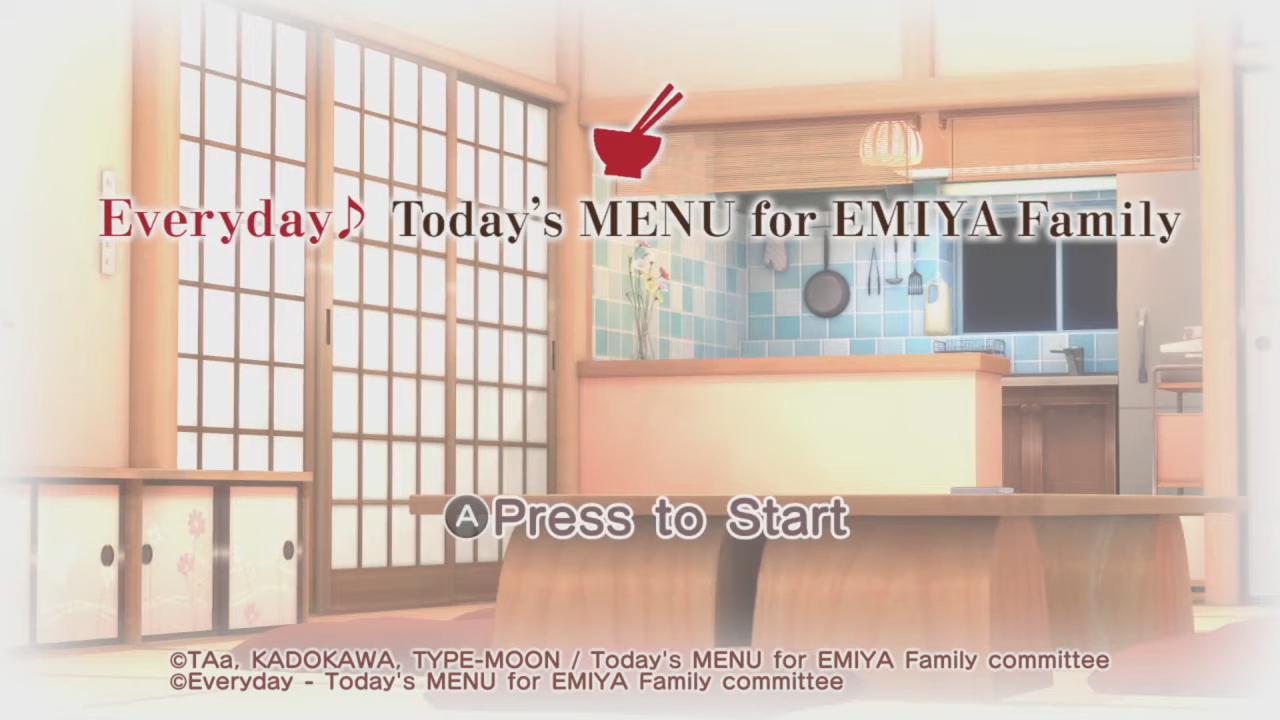 Everyday♪ Today's MENU for EMIYA Family
Ⓐ Press to Start
©TAa, KADOKAWA, TYPE-MOON / Today's MENU for EMIYA Family committee
©Everyday - Today's MENU for EMIYA Family committee